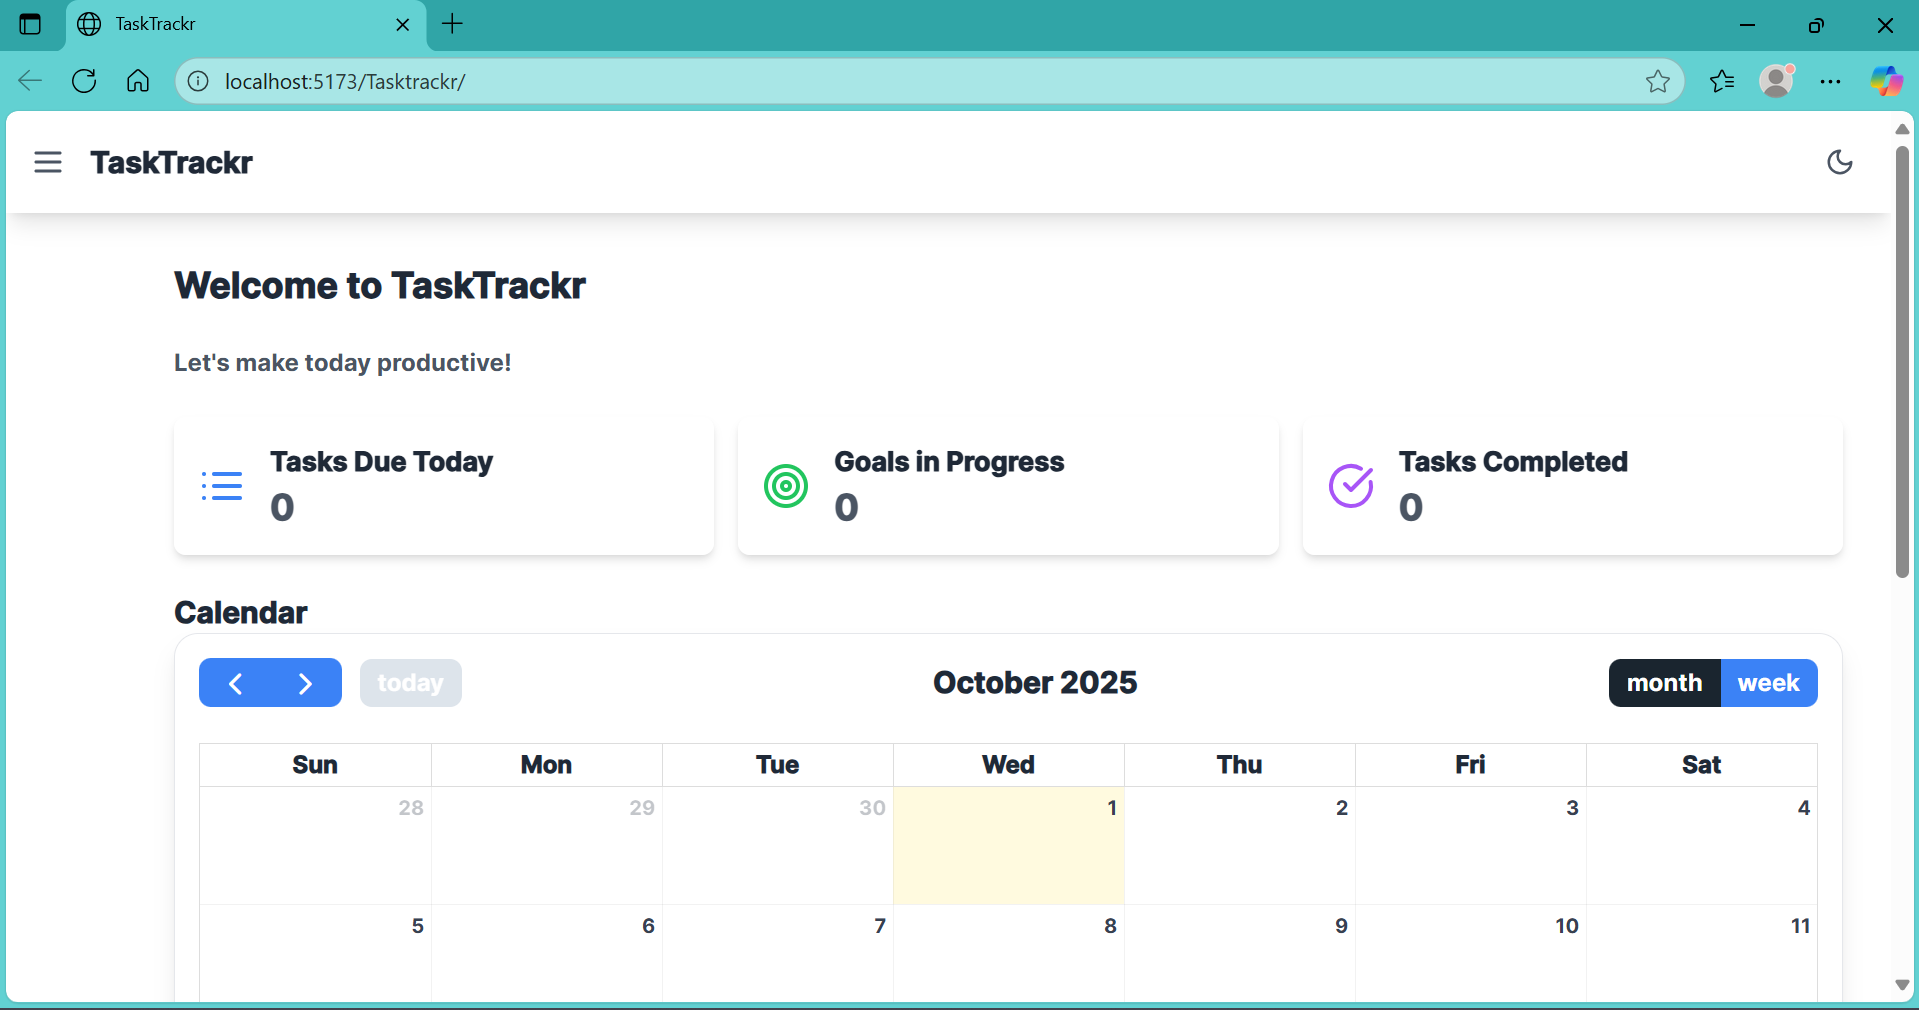 TaskTrackr
localhost:5173/Tasktrackr/
TaskTrackr
Welcome to TaskTrackr
Let's make today productive!
Tasks Due Today
0
Goals in Progress
0
Tasks Completed
0
Calendar
today
October 2025
month week
Sun Mon Tue Wed Thu Fri Sat
28 29 30 1 2 3 4
5 6 7 8 9 10 11